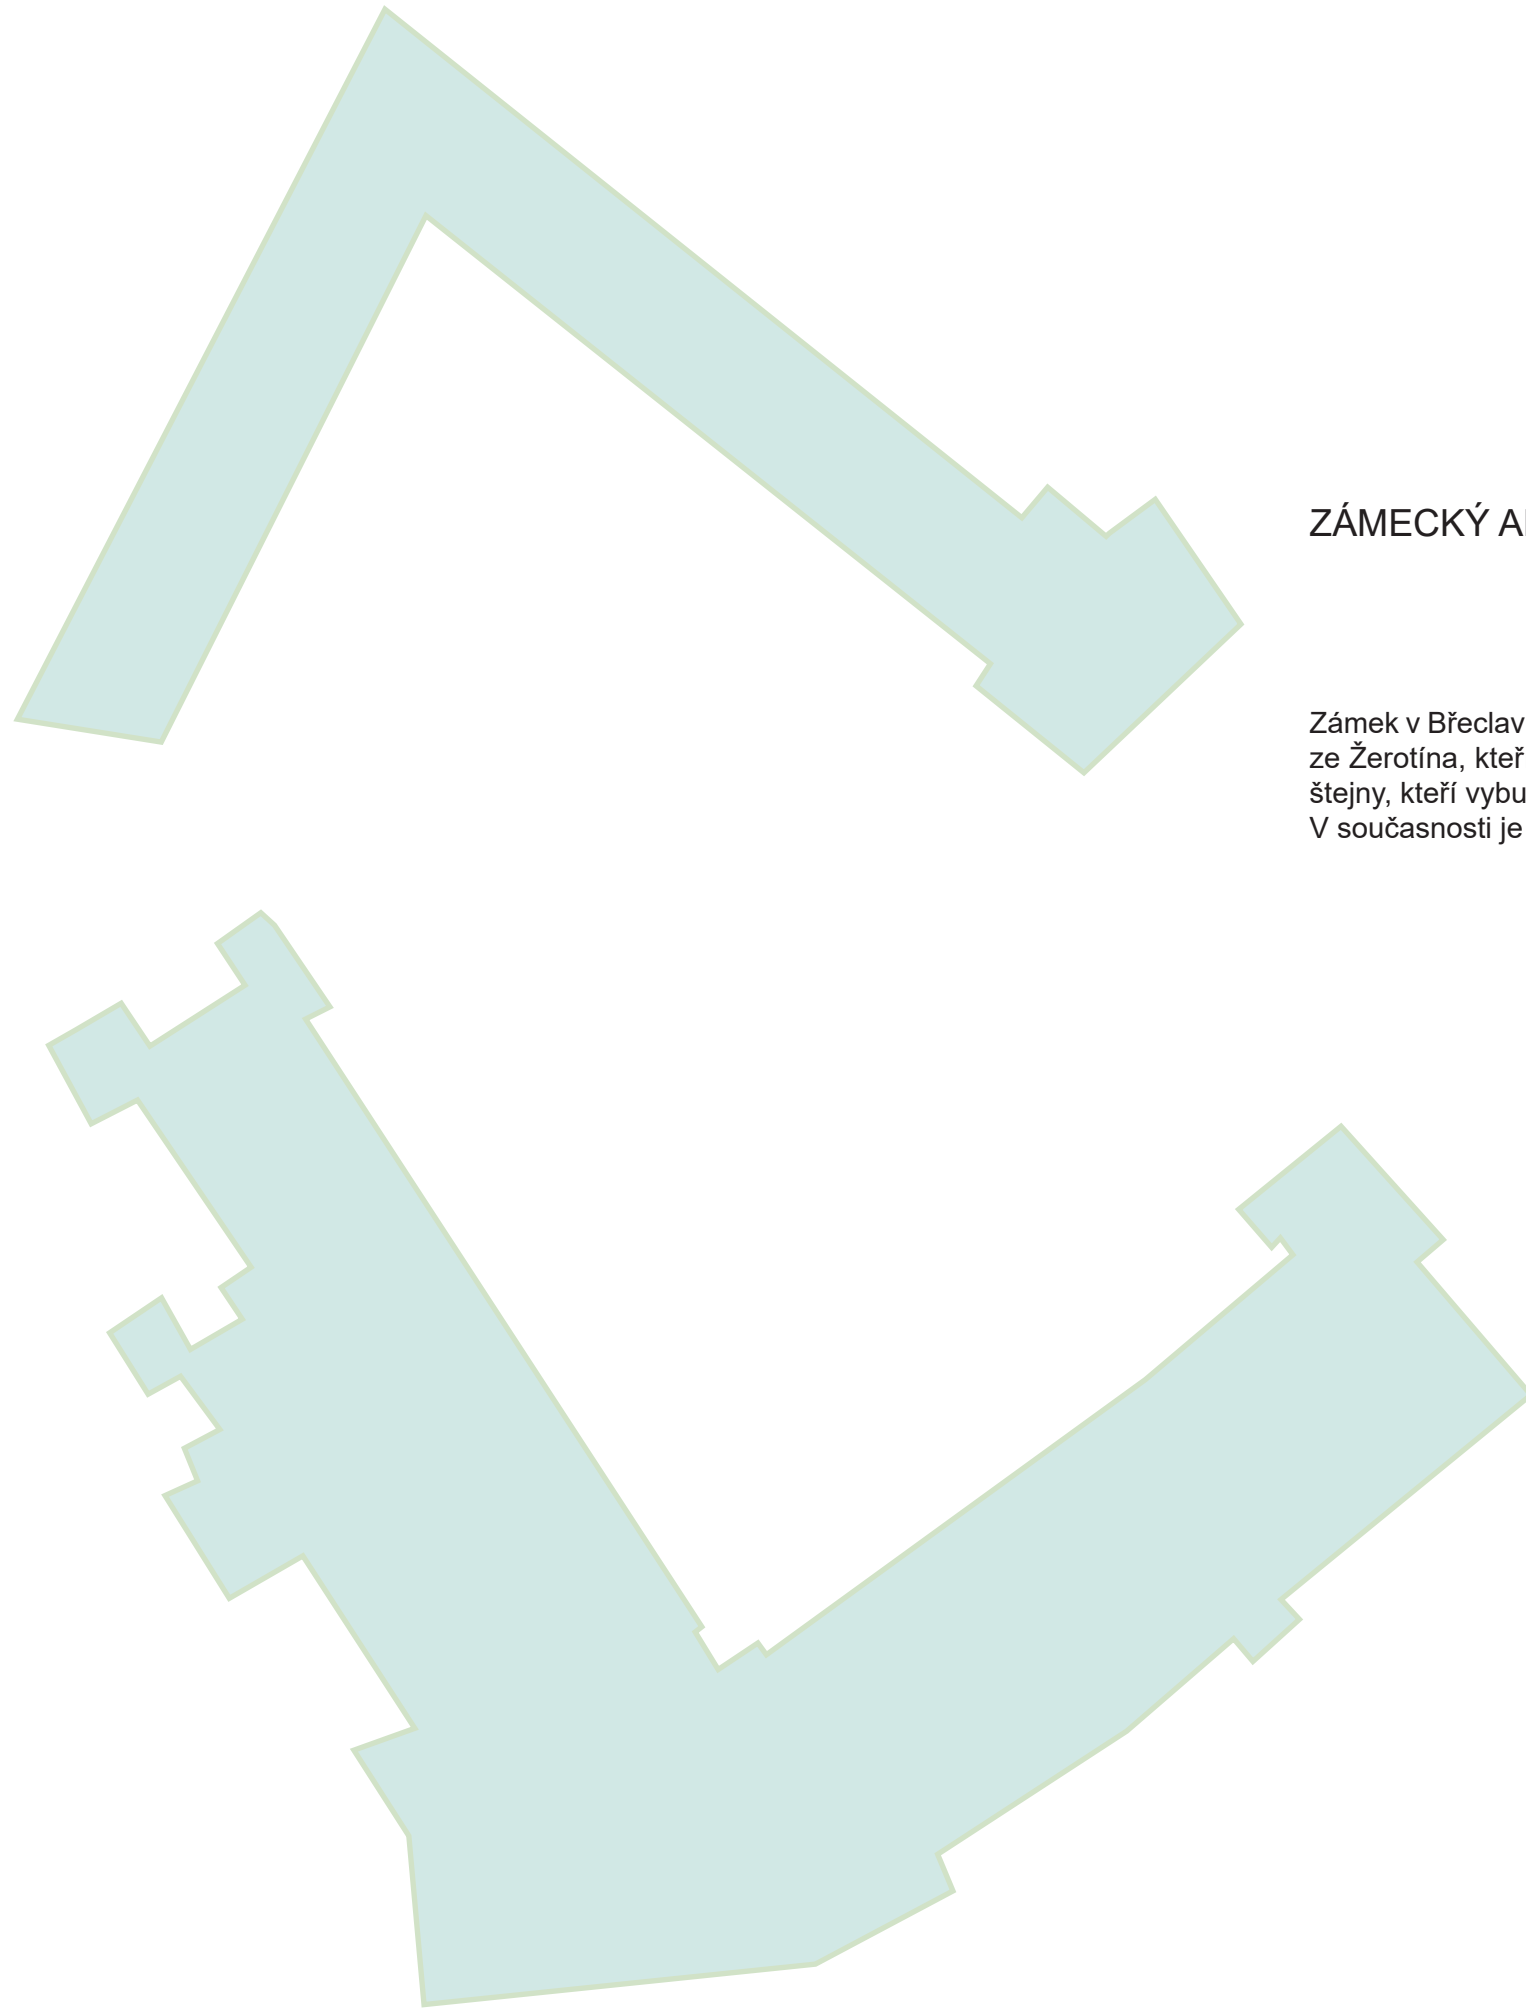 ZÁMECKÝ
Zámek v Břeclav
ze Žerotína, kteř
štejny, kteří vybu
V současnosti je